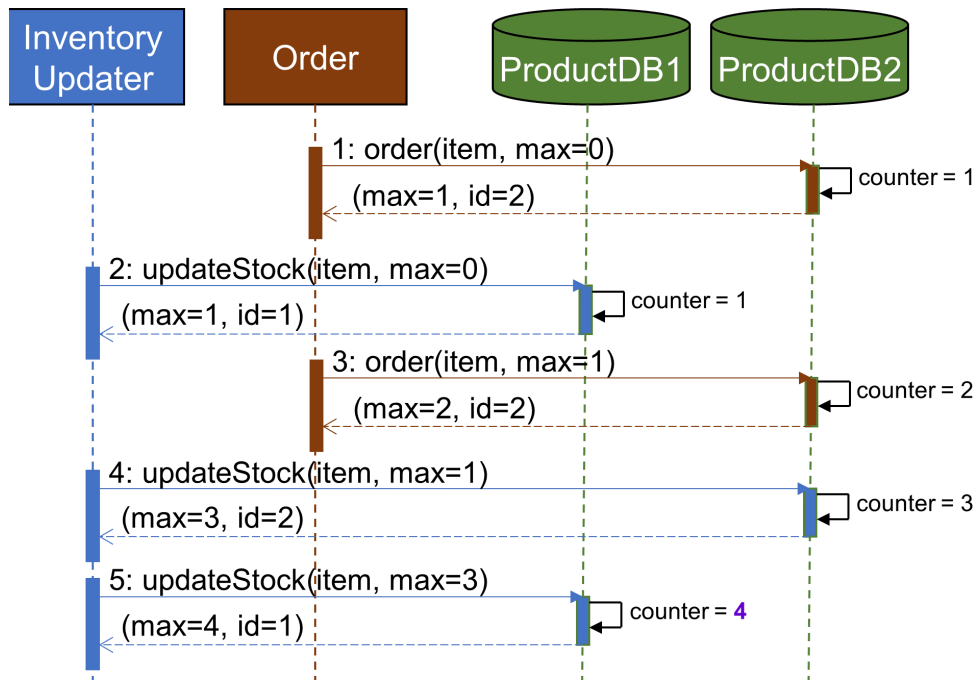 Inventory
Updater
Order
ProductDB1
ProductDB2
1: order(item, max=0)
counter = 1
(max=1, id=2)
2: updateStock(item, max=0)
counter = 1
(max=1, id=1)
3: order(item, max=1)
counter = 2
(max=2, id=2)
4: updateStock(item, max=1)
counter = 3
(max=3, id=2)
5: updateStock(item, max=3)
counter = 4
(max=4, id=1)